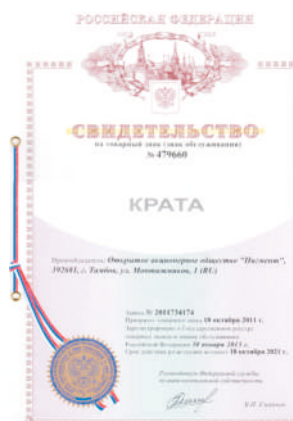 РОССИЙСКАЯ ФЕДЕРАЦИЯ
СВИДЕТЕЛЬСТВО
на товарный знак (знак обслуживания)
№ 479660
КРАТА
Правообладатель: Открытое акционерное общество "Пигмент",
392681, г. Тамбов, ул. Монтажников, 1 (RU)
Заявка № 2011734174
Приоритет товарного знака 18 октября 2011 г.
Зарегистрировано в Государственном реестре
товарных знаков и знаков обслуживания
Российской Федерации 30 января 2013 г.
Срок действия регистрации истекает 18 октября 2021 г.
Руководитель Федеральной службы
по интеллектуальной собственности
Б.П. Симонов